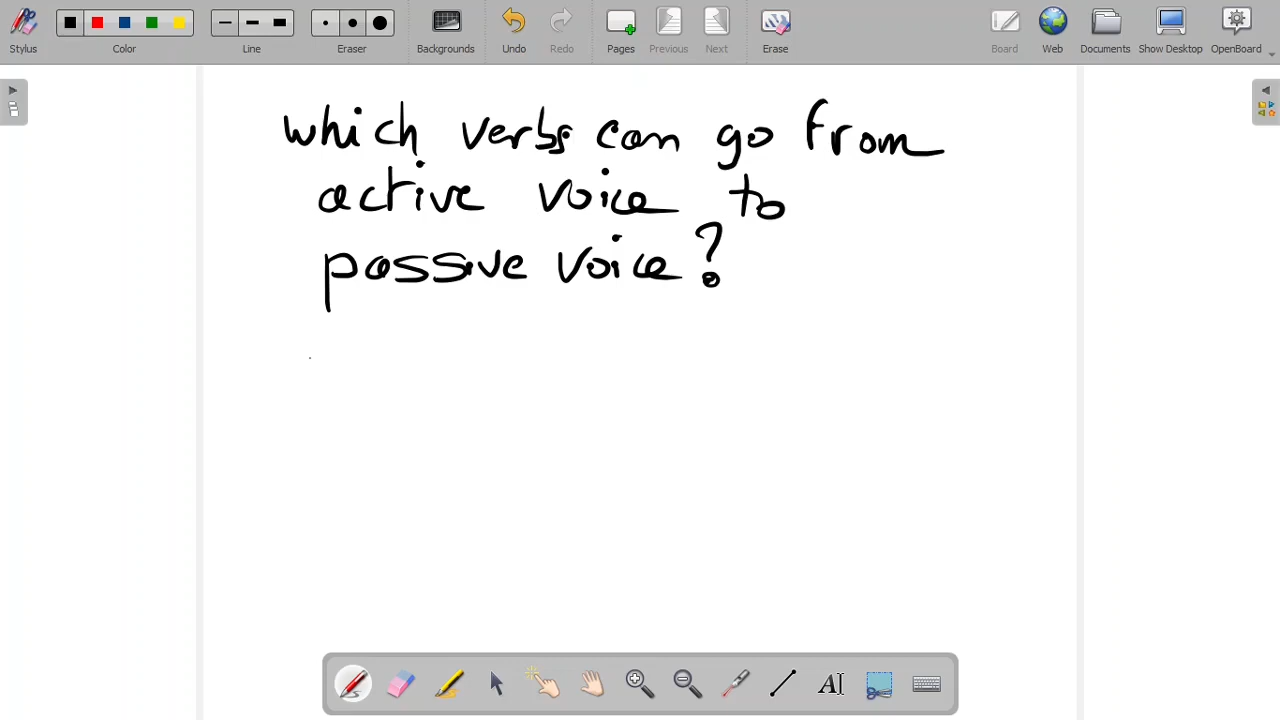 Stylus
Color
Line
Eraser
Backgrounds
Undo
Redo
Pages
Previous
Next
Erase
Board
Web
Documents
Show Desktop
OpenBoard
which verbs can go from
active voice to
passive voice?
AI